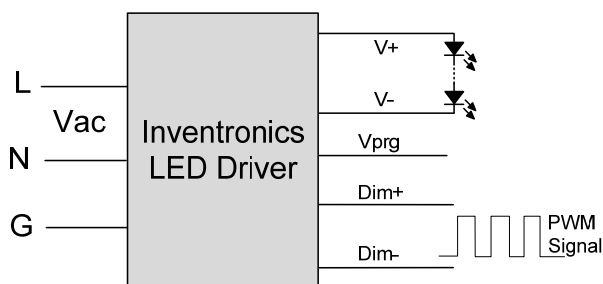 L
Vac
N
G
Inventronics
LED Driver
V+
V-
Vprg
Dim+
Dim-
PWM
Signal